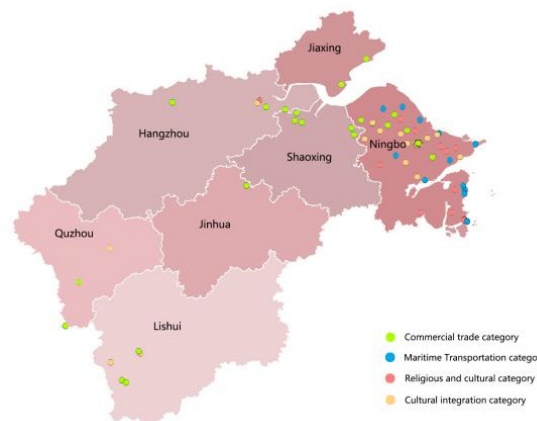 Jiaxing
Hangzhou
Ningbo
Shaoxing
Quzhou
Jinhua
Lishui
Commercial trade category
Maritime Transportation catego
Religious and cultural category
Cultural integration category